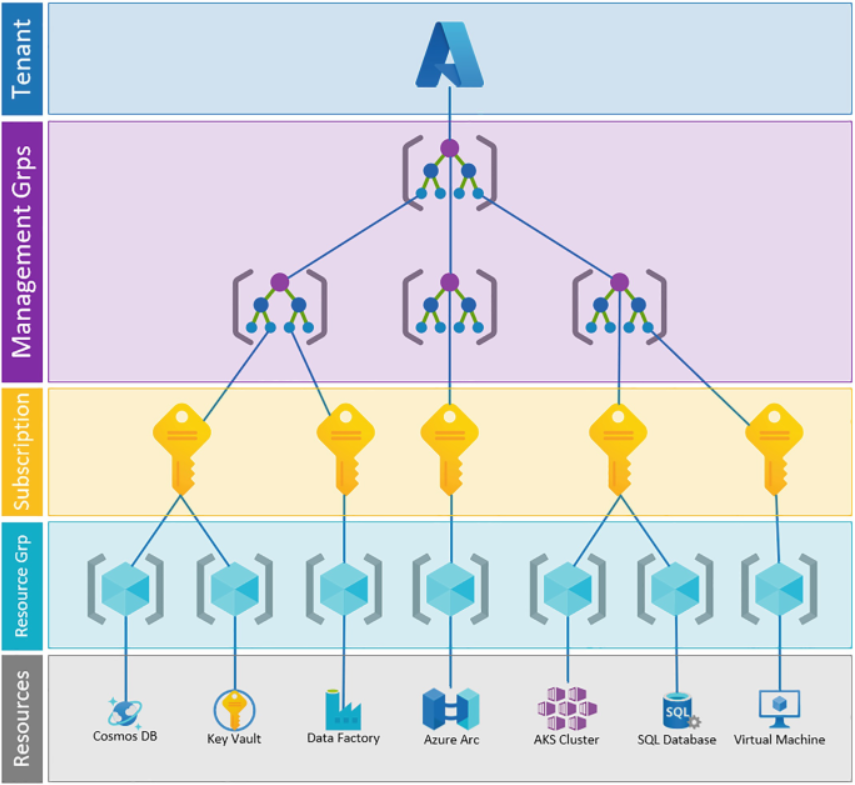 Tenant
Management Grps
Subscription
Resource Grp
Resources
Cosmos DB
Key Vault
Data Factory
Azure Arc
AKS Cluster
SQL
SQL Database
Virtual Machine